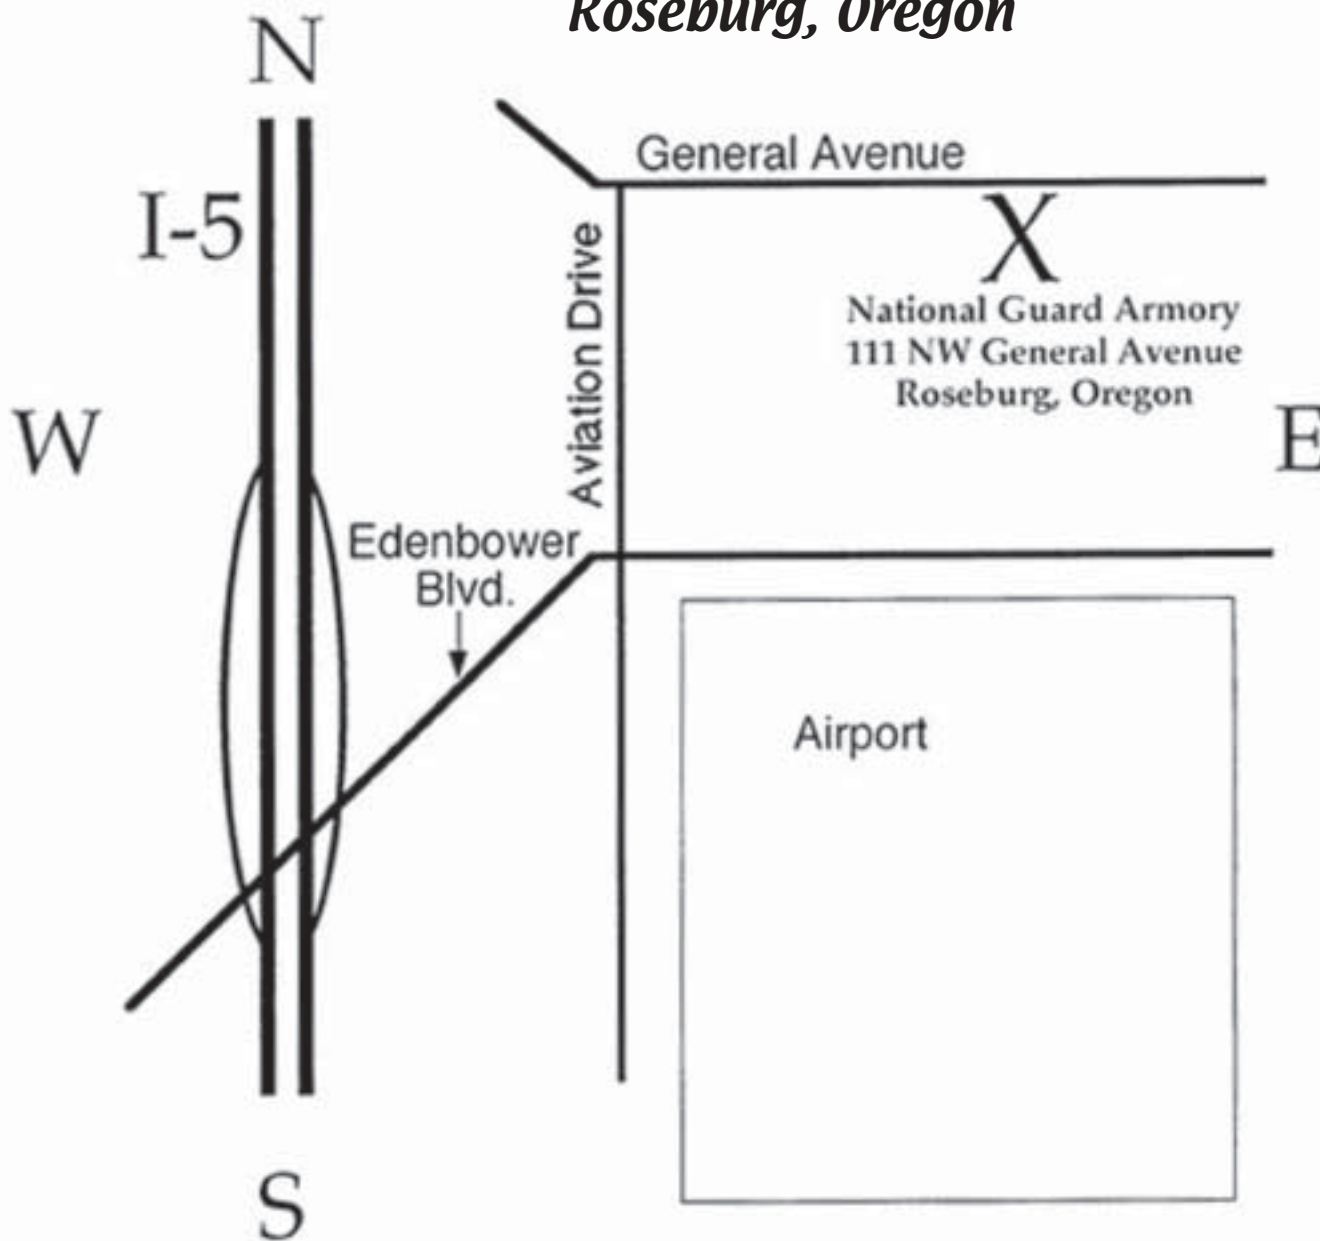 Roseburg, Oregon
N
General Avenue
I-5
X
Aviation Drive
National Guard Armory
111 NW General Avenue
Roseburg, Oregon
W
E
Edenbower
Blvd.
Airport
S